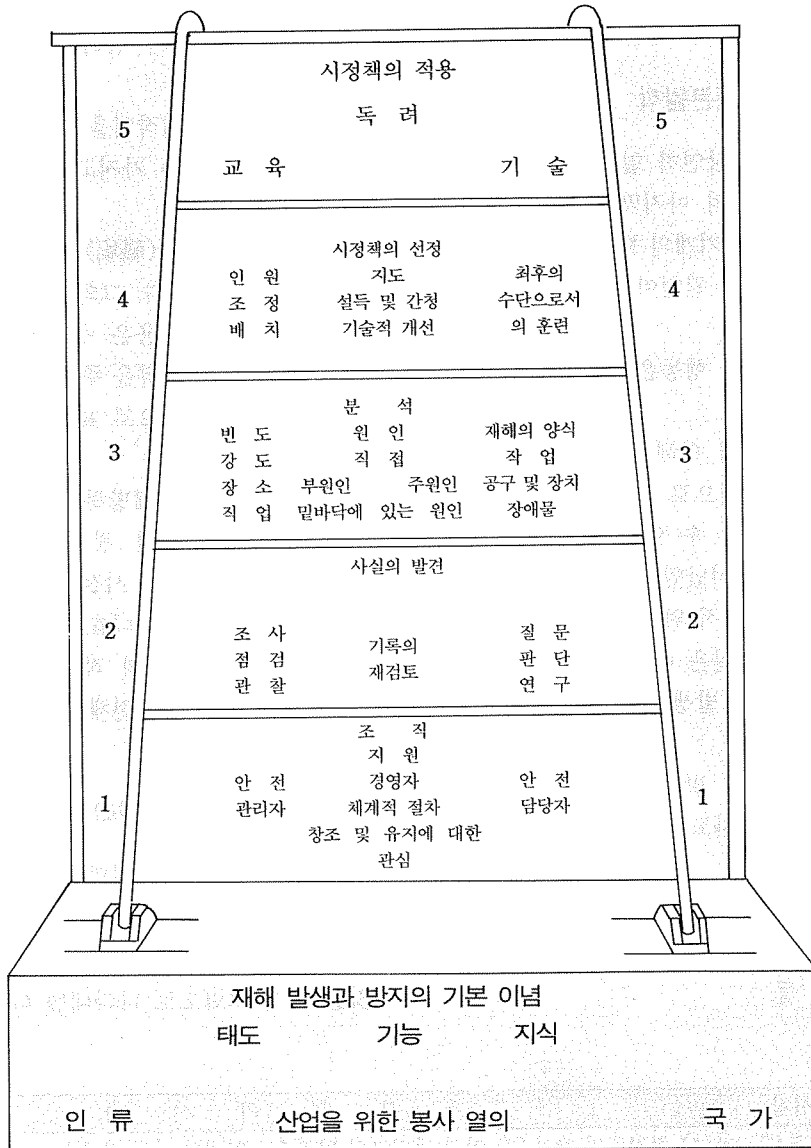 시정책의 적용
독 려
5 5
교 육 기 술
시정책의 선정
인 원 지도 최후의
4 조 정 설득 및 간청 수단으로서 4
배 치 기술적 개선 의 훈련
분 석
빈 도 원 인 재해의 양식
3 강 도 직 접 작 업 3
장 소 부원인 주원인 공구 및 장치
직 업 밑바닥에 있는 원인 장애물
사실의 발견
2 조 사 기록의 질 문 2
점 검 재검토 판 단
관 찰 연 구
조 직
지 원
안 전 경영자 안 전
1 관리자 체계적 절차 담당자 1
창조 및 유지에 대한
관심
재해 발생과 방지의 기본 이념
태도 기능 지식
인 류 산업을 위한 봉사 열의 국 가